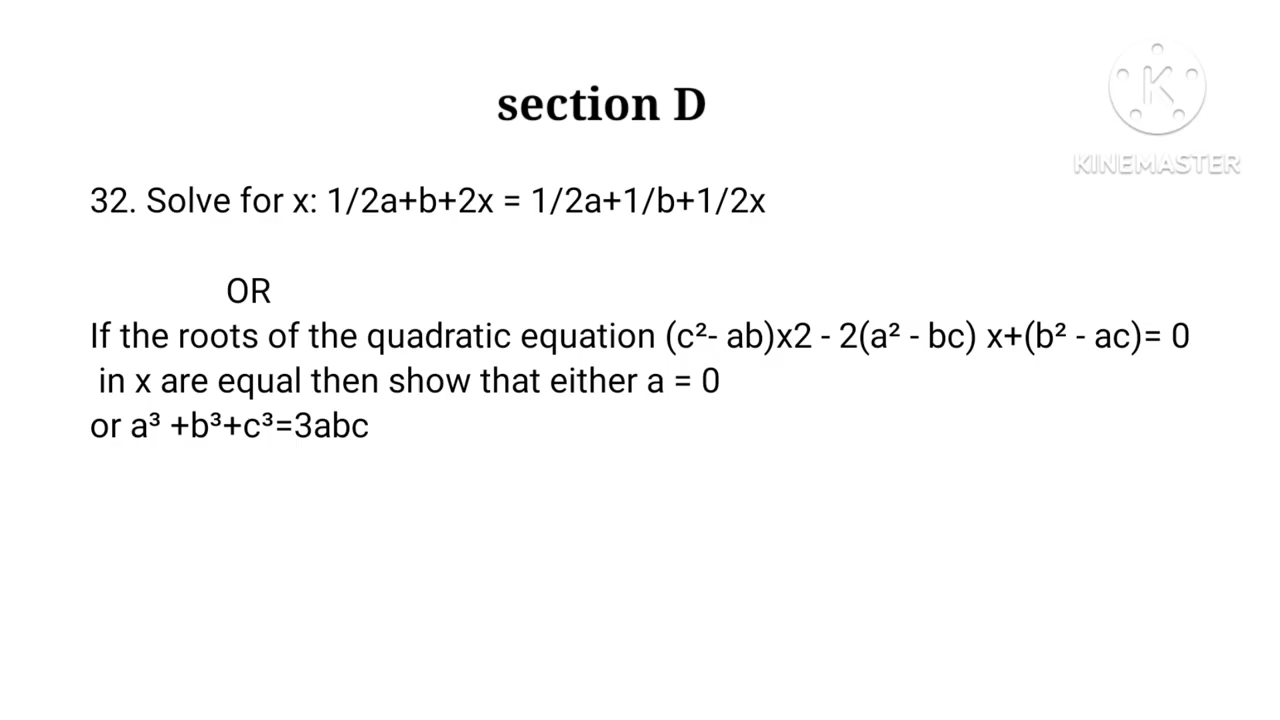 section D
KINEMASTER
32. Solve for x: 1/2a+b+2x = 1/2a+1/b+1/2x
OR
If the roots of the quadratic equation (c²- ab)x2 - 2(a² - bc) x+(b² - ac)= 0
in x are equal then show that either a = 0
or a³ +b³+c³=3abc